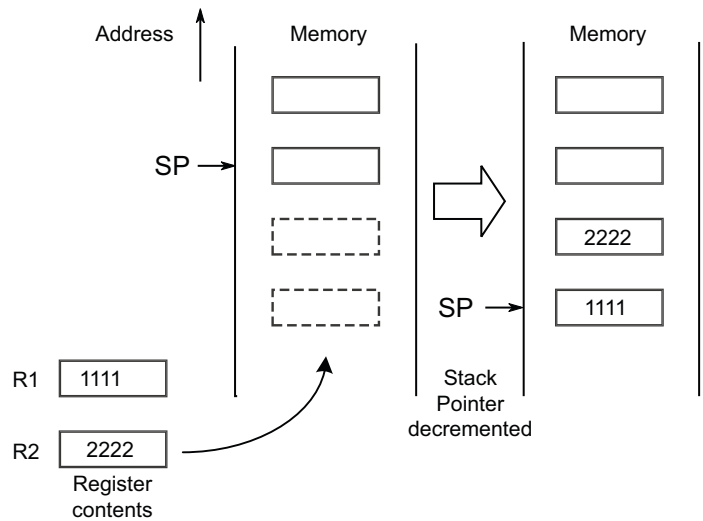 Address
Memory
Memory
SP
2222
SP
1111
R1
1111
Stack
Pointer
decremented
R2
2222
Register
contents